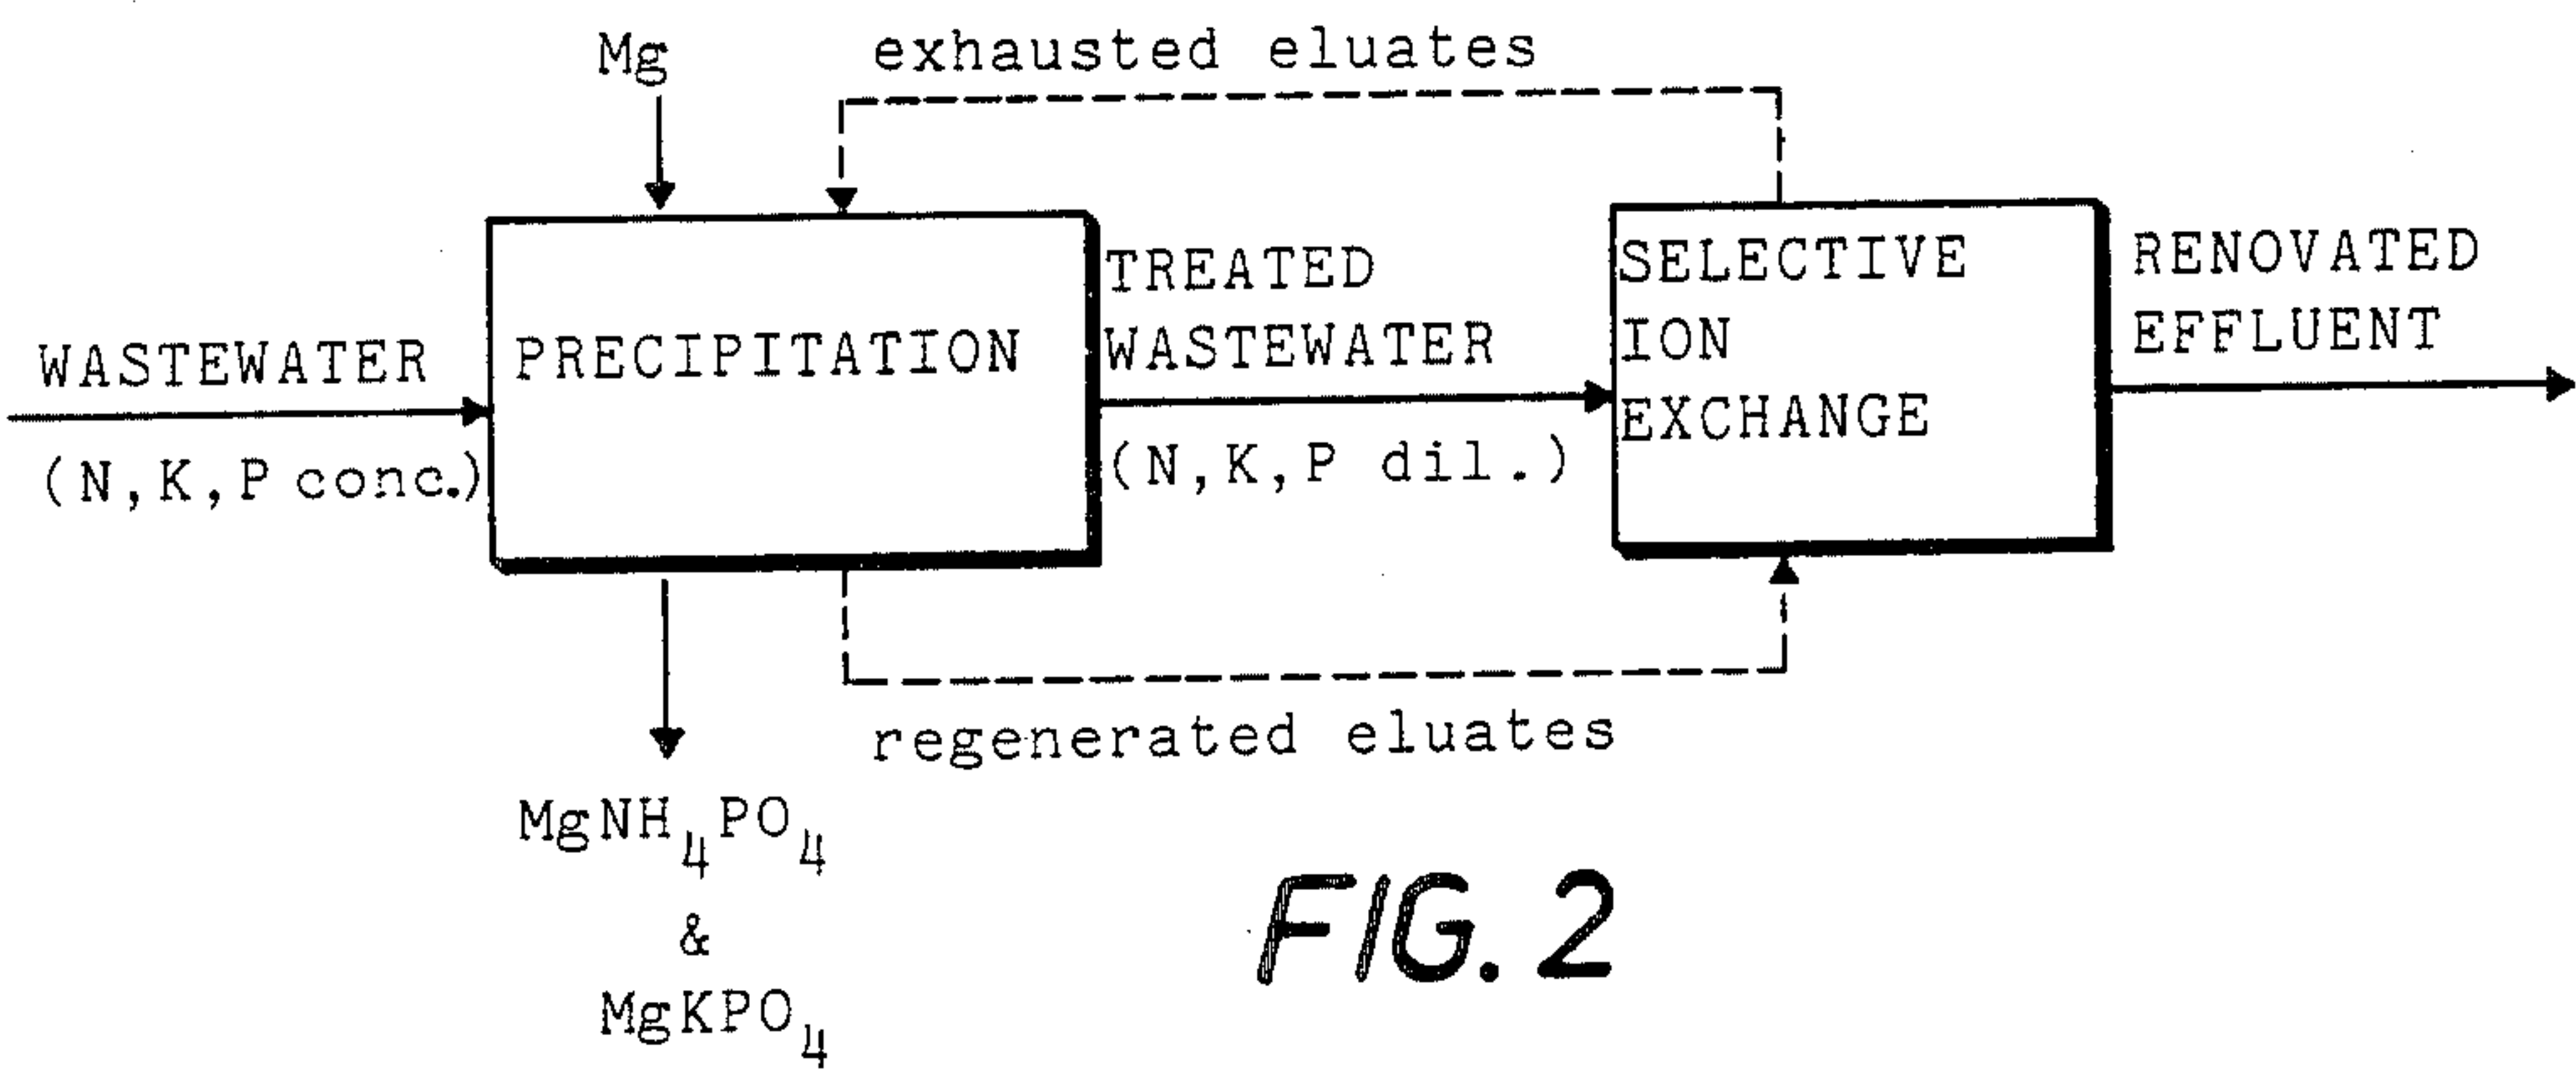 Mg
exhausted eluates
WASTEWATER
(N,K,P conc.)
PRECIPITATION
TREATED
WASTEWATER
(N,K,P dil.)
SELECTIVE
ION
EXCHANGE
RENOVATED
EFFLUENT
regenerated eluates
MgNH₄PO₄
&
MgKPO₄
FIG. 2